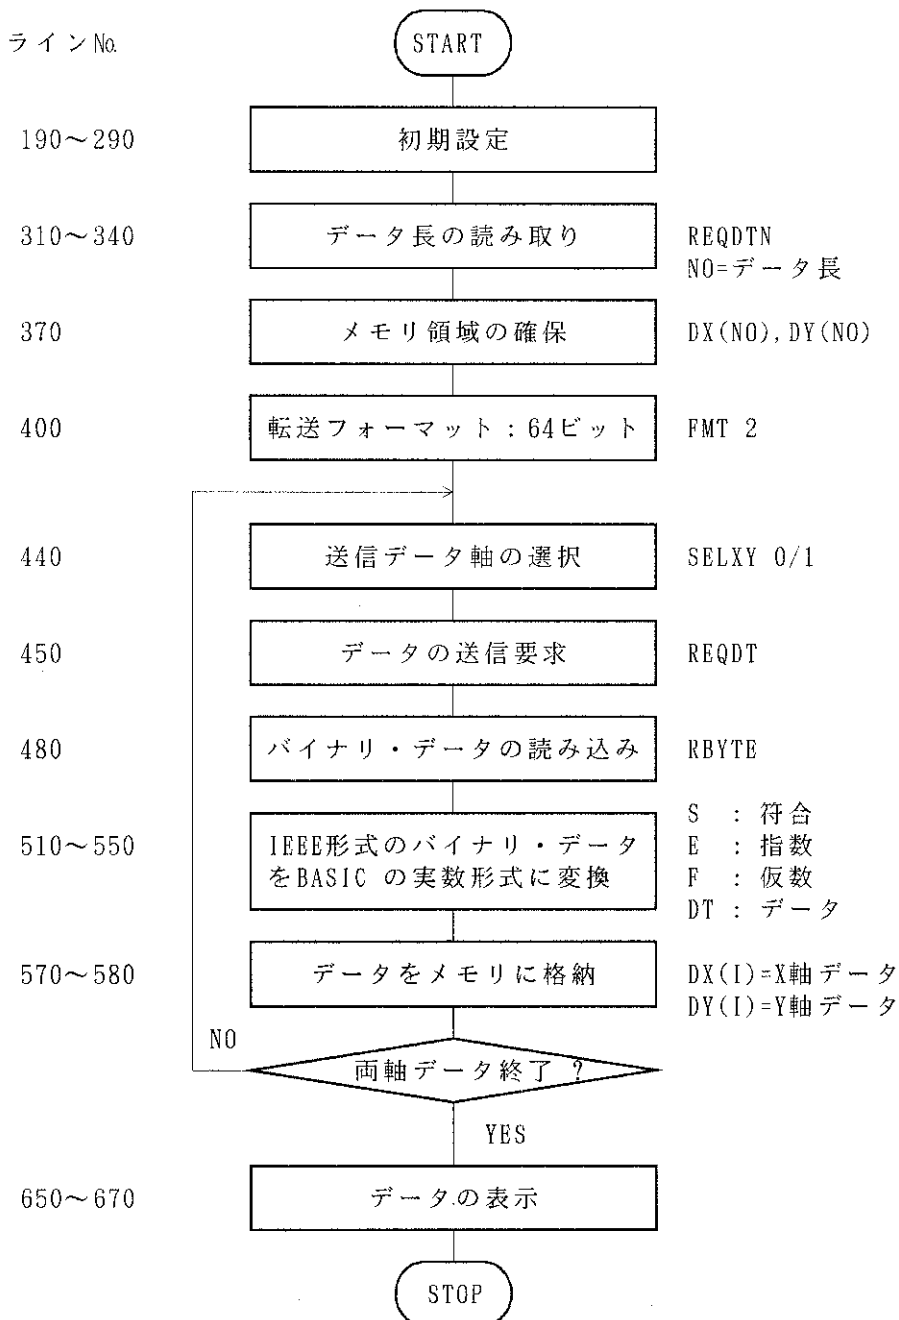 ラインNo.
START
190～290
初期設定
310～340
データ長の読み取り
REQDTN
NO=データ長
370
メモリ領域の確保
DX(NO),DY(NO)
400
転送フォーマット：64ビット
FMT 2
440
送信データ軸の選択
SELXY 0/1
450
データの送信要求
REQDT
480
バイナリ・データの読み込み
RBYTE
510～550
IEEE形式のバイナリ・データ
をBASIC の実数形式に変換
S : 符合
E : 指数
F : 仮数
DT : データ
570～580
データをメモリに格納
DX(I)=X軸データ
DY(I)=Y軸データ
NO
両軸データ終了 ?
YES
650～670
データの表示
STOP